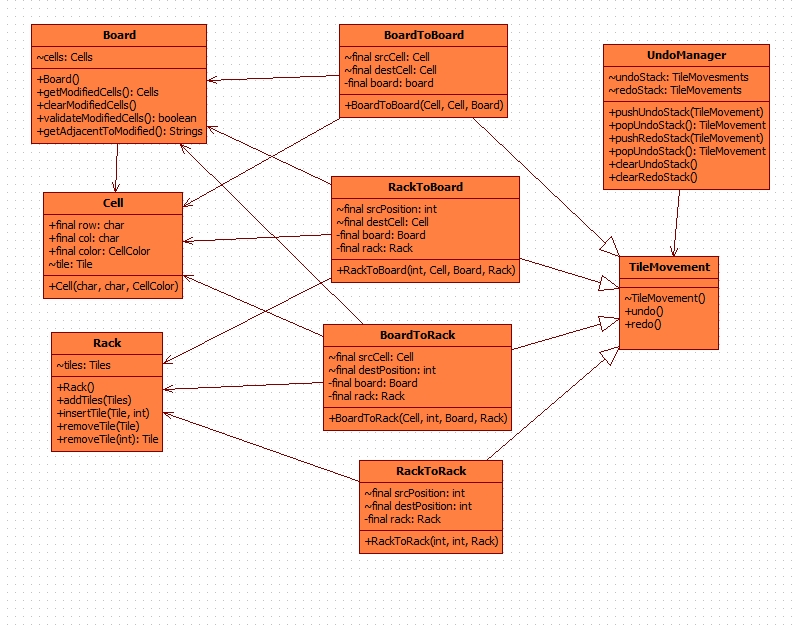 Board
~cells: Cells
+Board()
+getModifiedCells(): Cells
+clearModifiedCells()
+validateModifiedCells(): boolean
+getAdjacentToModified(): Strings
BoardToBoard
~final srcCell: Cell
~final destCell: Cell
-final board: board
+BoardToBoard(Cell, Cell, Board)
UndoManager
~undoStack: TileMovesments
~redoStack: TileMovements
+pushUndoStack(TileMovement)
+popUndoStack(): TileMovement
+pushRedoStack(TileMovement)
+popUndoStack(): TileMovement
+clearUndoStack()
+clearRedoStack()
Cell
+final row: char
+final col: char
+final color: CellColor
~tile: Tile
+Cell(char, char, CellColor)
RackToBoard
~final srcPosition: int
~final destCell: Cell
-final board: Board
-final rack: Rack
+RackToBoard(int, Cell, Board, Rack)
TileMovement
~TileMovement()
+undo()
+redo()
Rack
~tiles: Tiles
+Rack()
+addTiles(Tiles)
+insertTile(Tile, int)
+removeTile(Tile)
+removeTile(int): Tile
BoardToRack
~final srcCell: Cell
~final destPosition: int
-final board: Board
-final rack: Rack
+BoardToRack(Cell, int, Board, Rack)
RackToRack
~final srcPosition: int
~final destPosition: int
-final rack: Rack
+RackToRack(int, int, Rack)